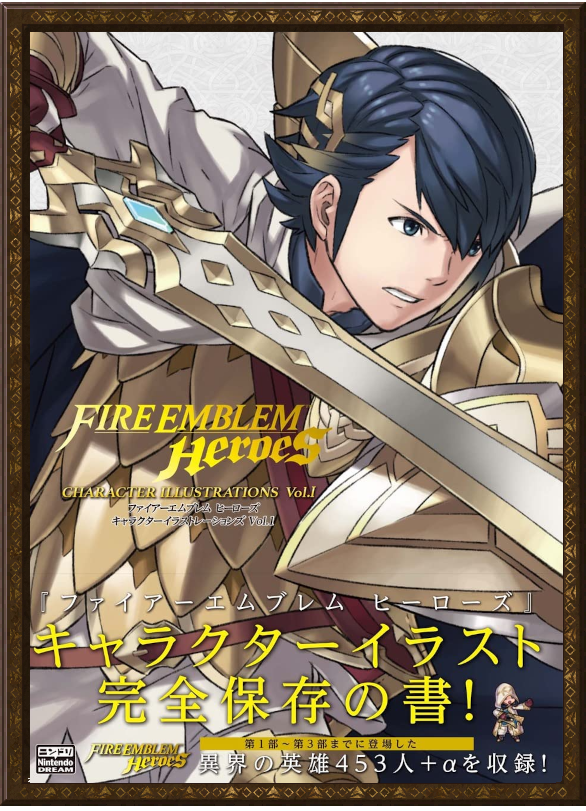 FIRE EMBLEM
Heroes
CHARACTER ILLUSTRATIONS Vol.I
ファイアーエムブレム ヒーローズ
キャラクターイラストレーションズ Vol.I
『ファイアーエムブレム ヒーローズ』
キャラクターイラスト
完全保存の書!
第1部～第3部までに登場した
異界の英雄453人+αを収録!
ニンドリ
Nintendo
DREAM
FIRE EMBLEM
Heroes